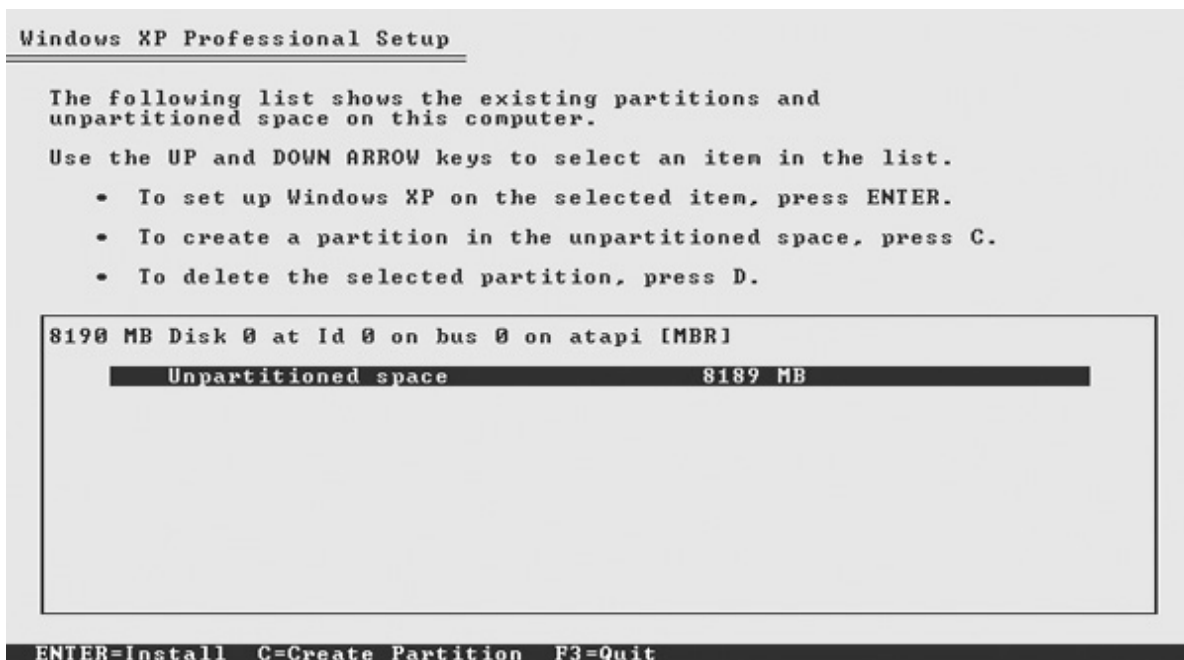 Windows XP Professional Setup
The following list shows the existing partitions and
unpartitioned space on this computer.
Use the UP and DOWN ARROW keys to select an item in the list.
• To set up Windows XP on the selected item, press ENTER.
• To create a partition in the unpartitioned space, press C.
• To delete the selected partition, press D.
8190 MB Disk 0 at Id 0 on bus 0 on atapi [MBR]
Unpartitioned space 8189 MB
ENTER=Install C=Create Partition F3=Quit